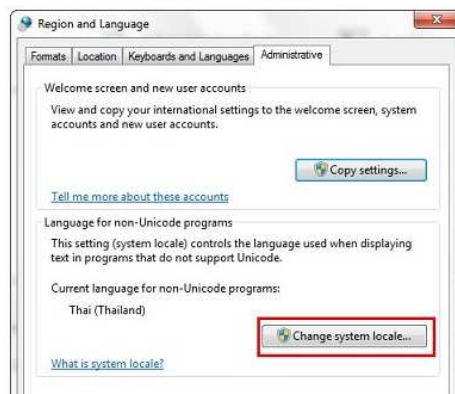 Region and Language
Formats Location Keyboards and Languages Administrative
Welcome screen and new user accounts
View and copy your international settings to the welcome screen, system
accounts and new user accounts.
Copy settings...
Tell me more about these accounts
Language for non-Unicode programs
This setting (system locale) controls the language used when displaying
text in programs that do not support Unicode.
Current language for non-Unicode programs:
Thai (Thailand)
Change system locale...
What is system locale?